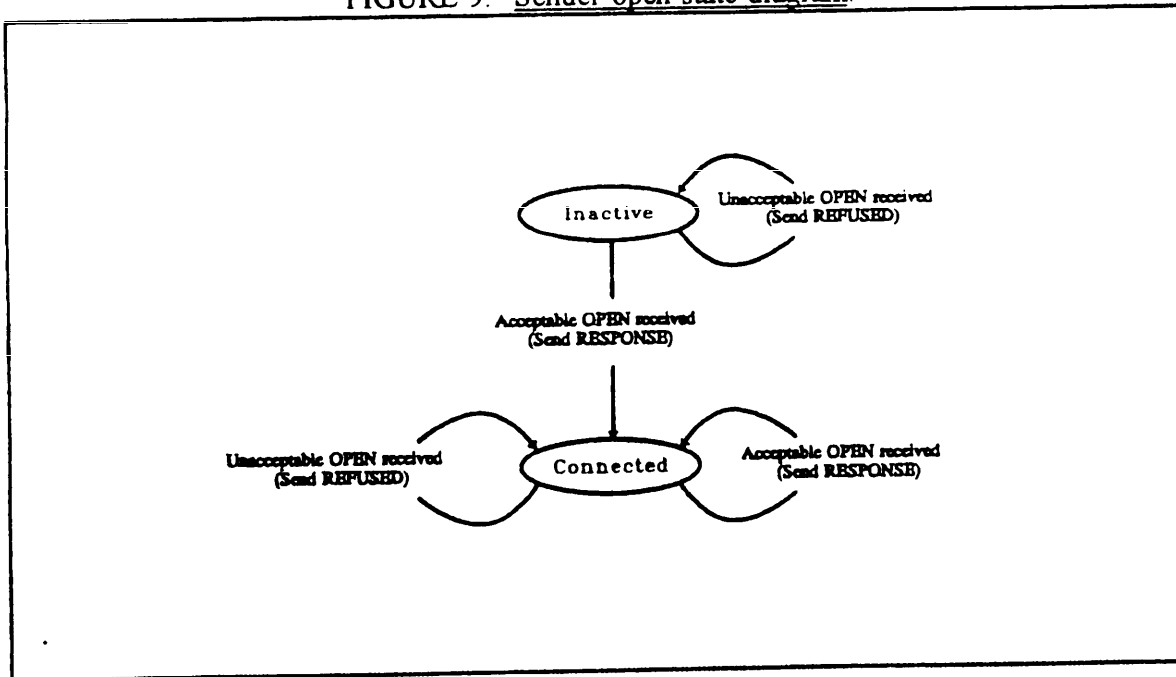 FIGURE 9. Sender open state diagram.
Inactive
Unacceptable OPEN received
(Send REFUSED)
Acceptable OPEN received
(Send RESPONSE)
Unacceptable OPEN received
(Send REFUSED)
Connected
Acceptable OPEN received
(Send RESPONSE)